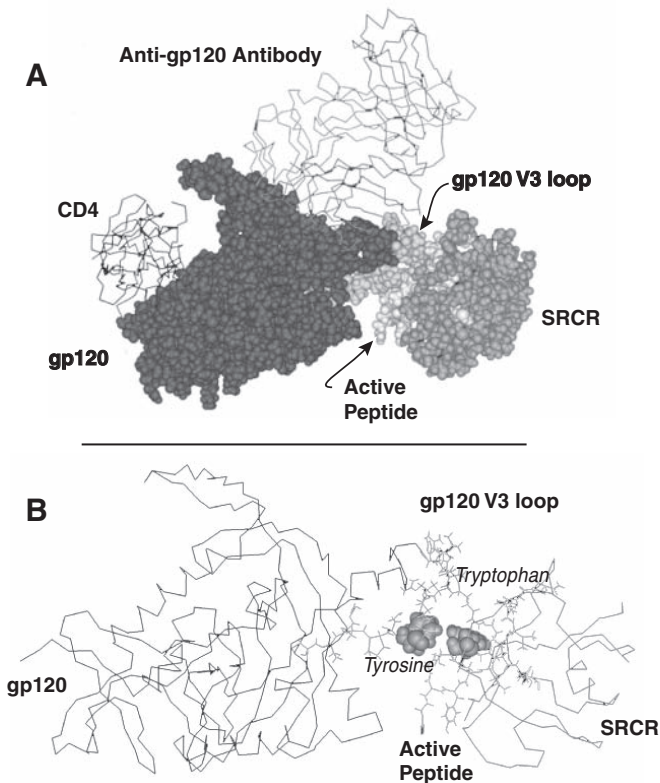 A
Anti-gp120 Antibody
gp120 V3 loop
CD4
SRCR
gp120
Active
Peptide
B
gp120 V3 loop
Tryptophan
Tyrosine
gp120
SRCR
Active
Peptide